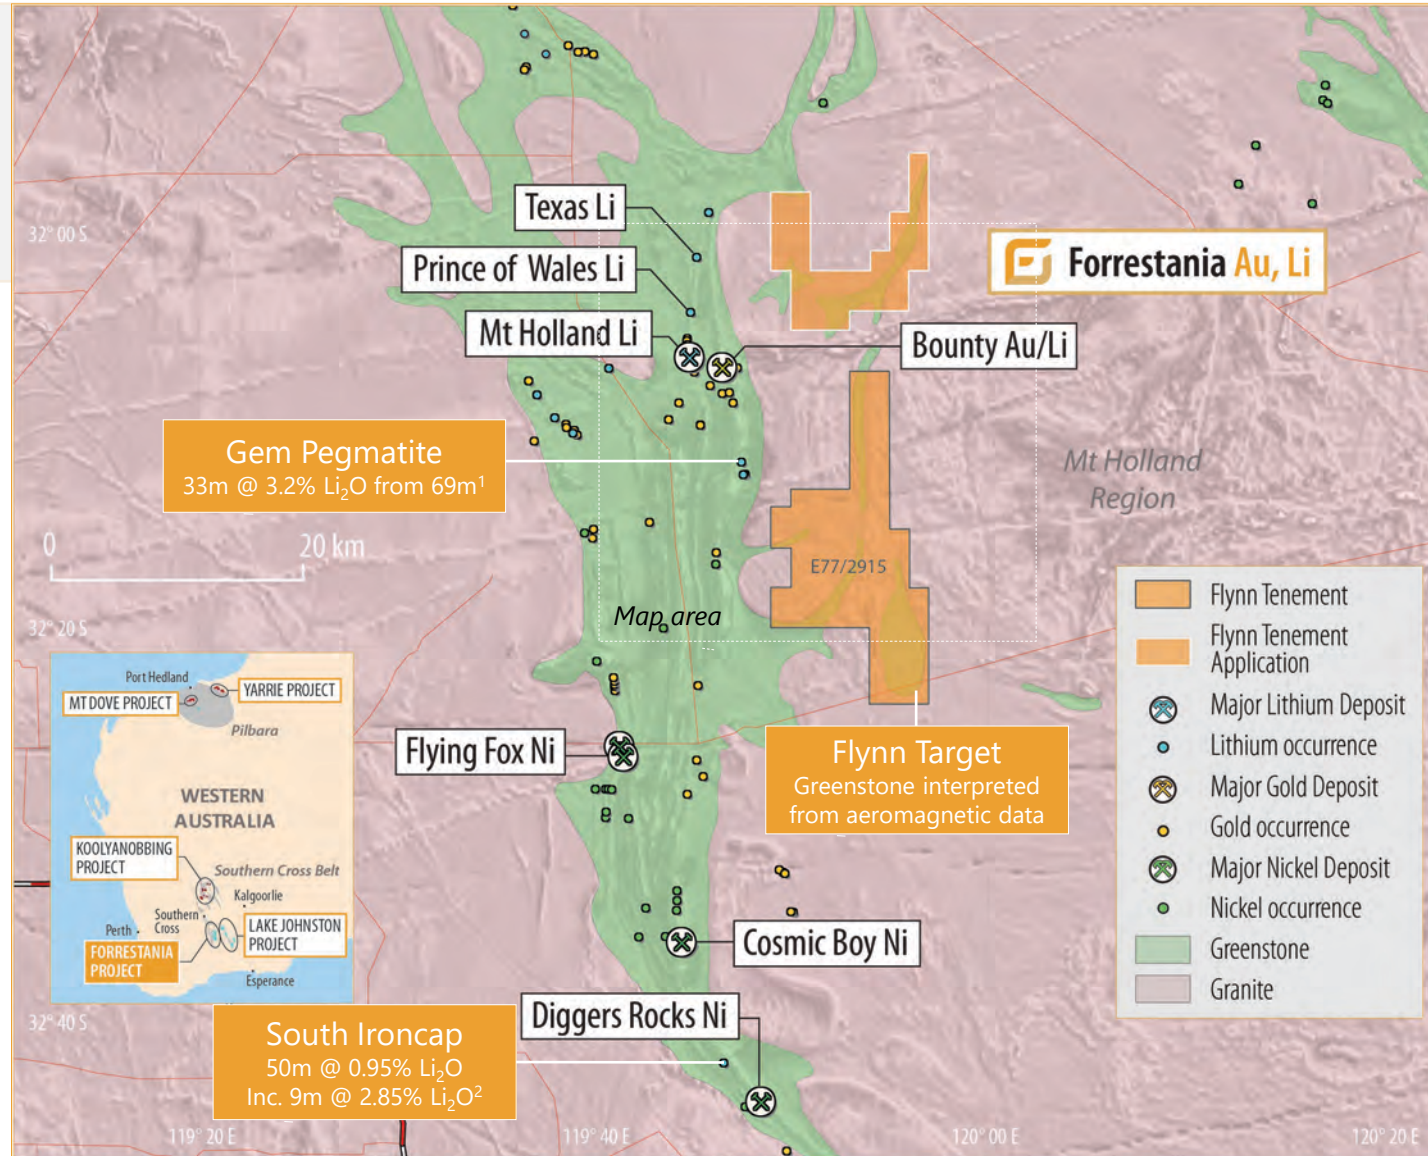 Texas Li
32° 00 S
Forrestania Au, Li
Prince of Wales Li
Mt Holland Li
Bounty Au/Li
Gem Pegmatite
33m @ 3.2% Li₂O from 69m¹
Mt Holland
Region
0
20 km
E77/2915
Map area
32° 20 S
Flynn Tenement
Flynn Tenement
Application
Major Lithium Deposit
Lithium occurrence
Major Gold Deposit
Gold occurrence
Major Nickel Deposit
Nickel occurrence
Greenstone
Granite
Port Hedland
MT DOVE PROJECT
YARRIE PROJECT
Pilbara
WESTERN
AUSTRALIA
KOOLYANOBBING
PROJECT
Southern Cross Belt
Kalgoorlie
Southern
Cross
Perth
LAKE JOHNSTON
PROJECT
FORRESTANIA
PROJECT
Esperance
Flying Fox Ni
Flynn Target
Greenstone interpreted
from aeromagnetic data
Cosmic Boy Ni
Diggers Rocks Ni
32° 40 S
South Ironcap
50m @ 0.95% Li₂O
Inc. 9m @ 2.85% Li₂O²
119° 20 E
119° 40 E
120° 00 E
120° 20 E